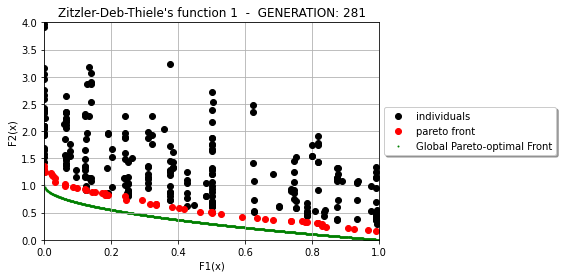 Zitzler-Deb-Thiele's function 1 - GENERATION: 281
4.0
3.5
3.0
2.5
2.0
1.5
1.0
0.5
0.0
F2(x)
0.0 0.2 0.4 0.6 0.8 1.0
F1(x)
individuals
pareto front
Global Pareto-optimal Front